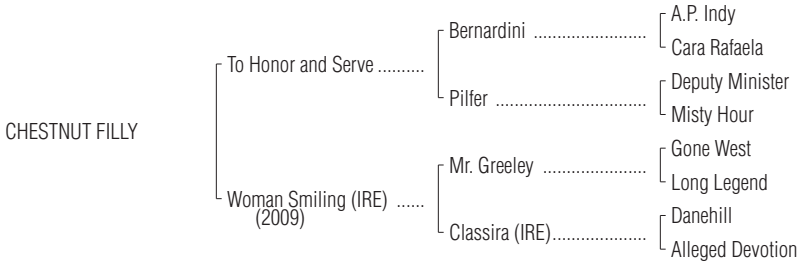 A.P. Indy
Bernardini ........................
Cara Rafaela
To Honor and Serve ..........
Deputy Minister
Pilfer ................................
Misty Hour
CHESTNUT FILLY
Gone West
Mr. Greeley ......................
Long Legend
Woman Smiling (IRE) ......
(2009)
Danehill
Classira (IRE)....................
Alleged Devotion